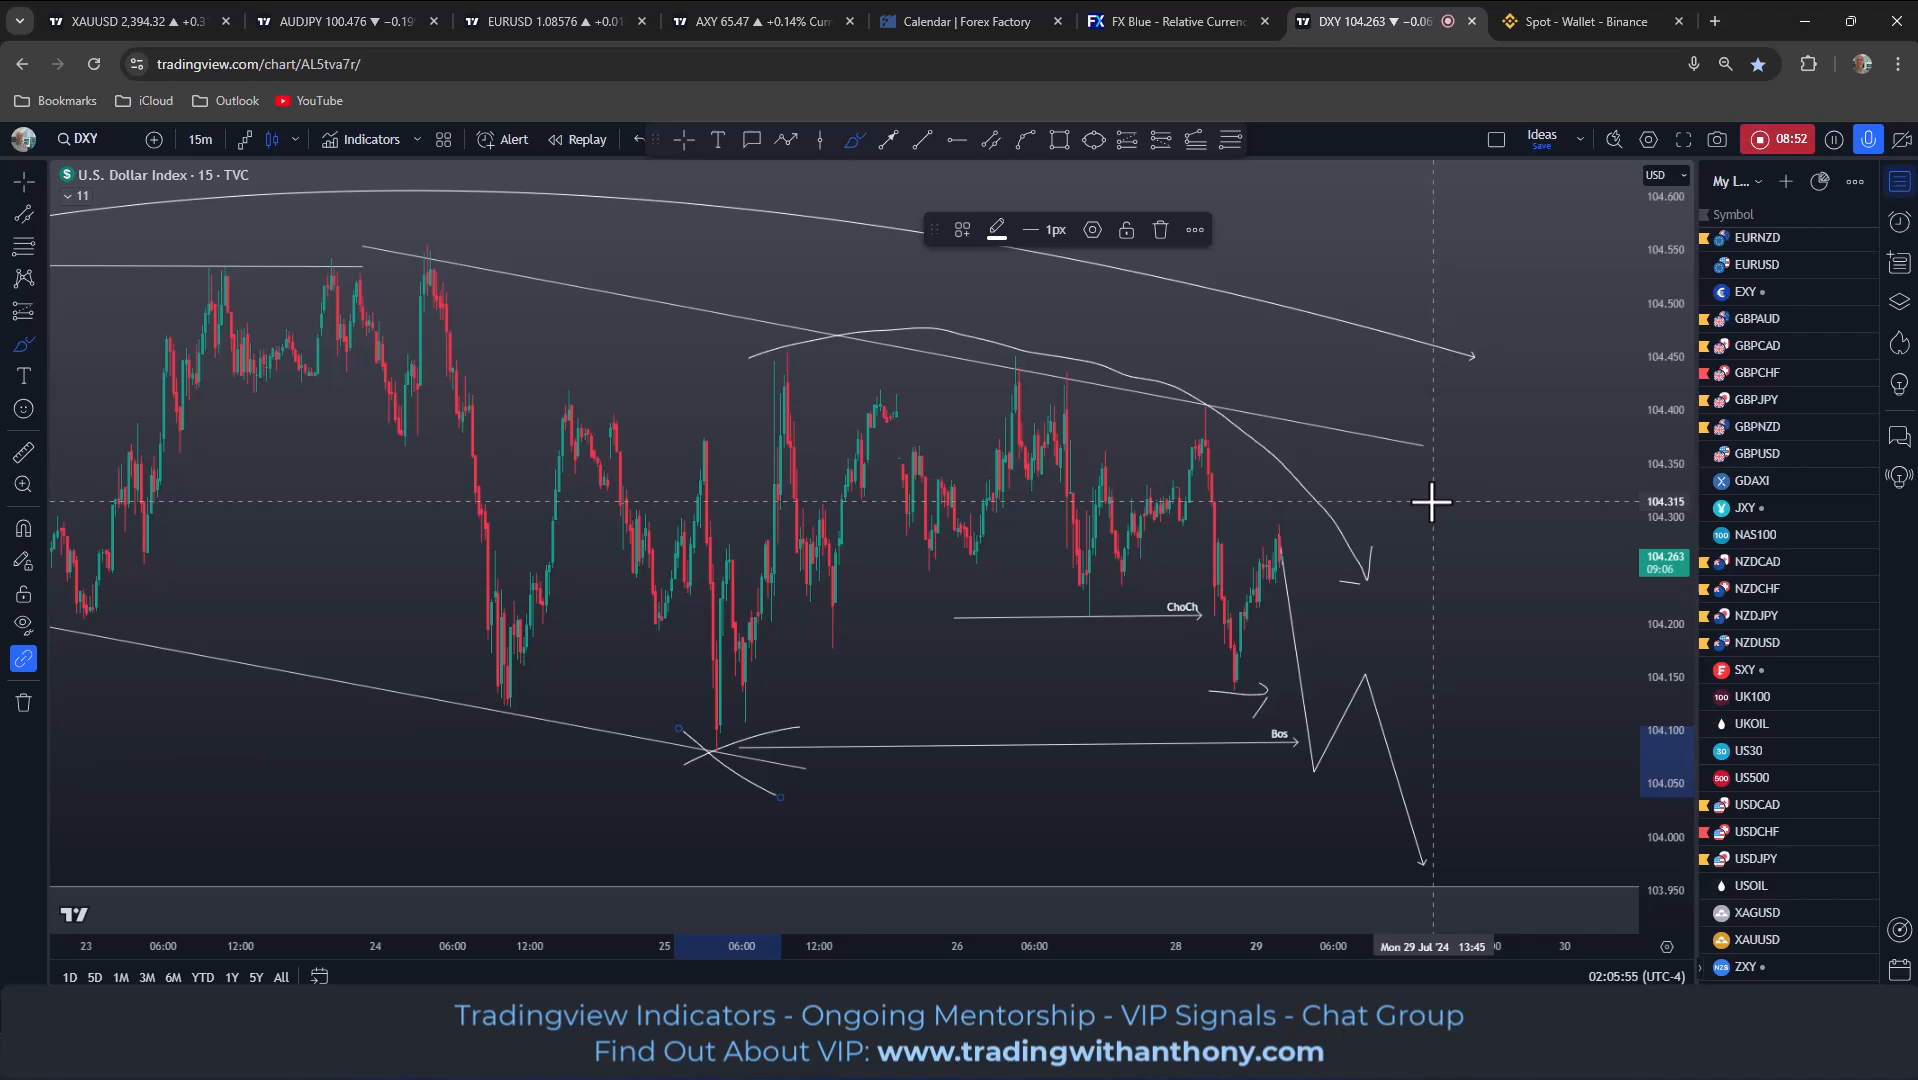 XAUUSD 2,394.32 ▲ +0.3
AUDJPY 100.476 ▼ −0.19
EURUSD 1.08576 ▲ +0.0
AXY 65.47 ▲ +0.14% Cur
Calendar | Forex Factory
FX Blue - Relative Currenc
DXY 104.263 ▼ −0.06
Spot - Wallet - Binance
tradingview.com/chart/AL5tva7r/
Bookmarks
iCloud
Outlook
YouTube
DXY
15m
Indicators
Alert
Replay
Ideas
Save
08:52
U.S. Dollar Index · 15 · TVC
11
1px
USD
104.600
104.550
104.500
104.450
104.400
104.350
104.315
104.300
104.263
09:06
104.200
104.150
104.100
104.050
104.000
103.950
ChoCh
Bos
23
06:00
12:00
24
06:00
12:00
25
06:00
12:00
26
06:00
28
29
06:00
Mon 29 Jul '24 13:45
30
1D 5D 1M 3M 6M YTD 1Y 5Y All
02:05:55 (UTC-4)
My L...
Symbol
EURNZD
EURUSD
EXY
GBPAUD
GBPCAD
GBPCHF
GBPJPY
GBPNZD
GBPUSD
GDAXI
JXY
NAS100
NZDCAD
NZDCHF
NZDJPY
NZDUSD
SXY
UK100
UKOIL
US30
US500
USDCAD
USDCHF
USDJPY
USOIL
XAGUSD
XAUUSD
ZXY
Tradingview Indicators - Ongoing Mentorship - VIP Signals - Chat Group
Find Out About VIP: www.tradingwithanthony.com